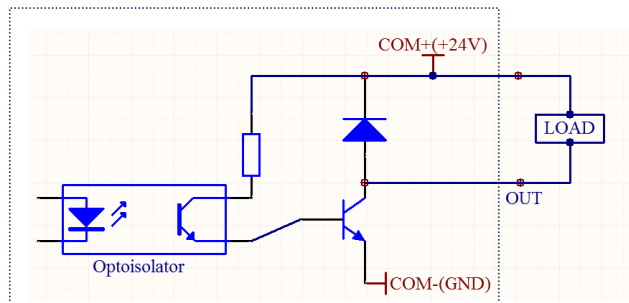 COM+(+24V)
LOAD
OUT
Optoisolator
COM-(GND)